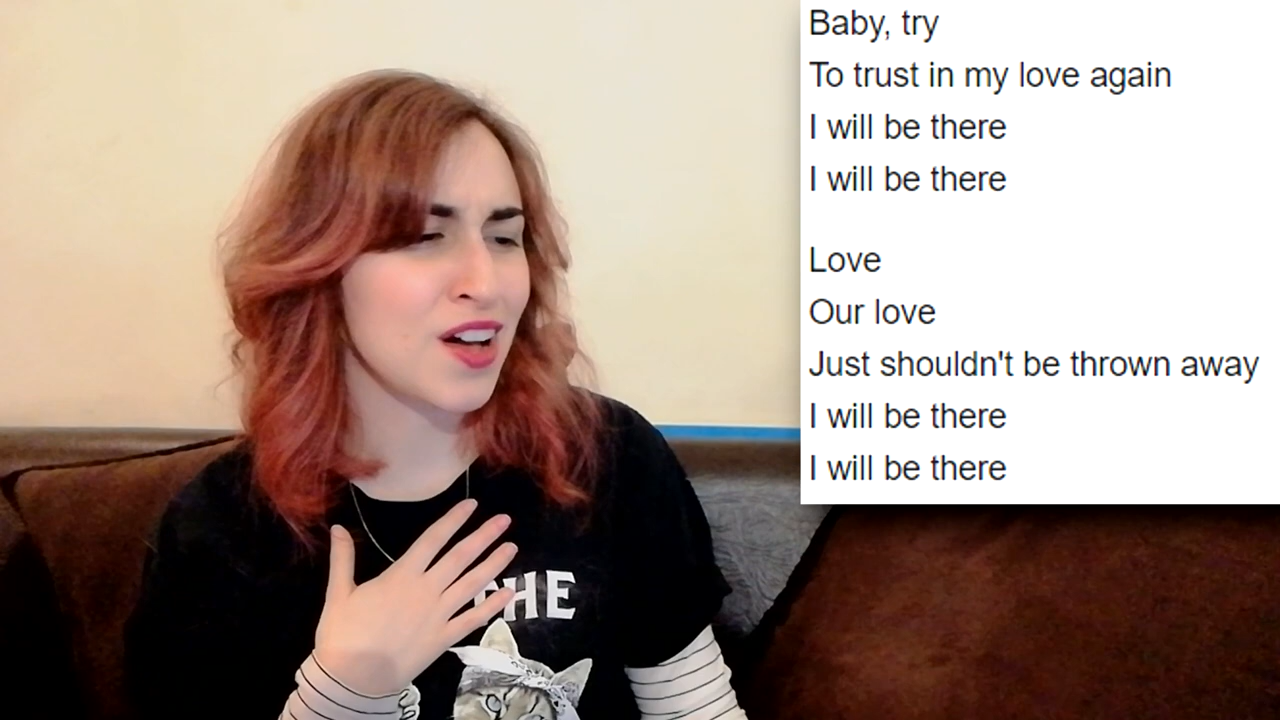 Baby, try
To trust in my love again
I will be there
I will be there
Love
Our love
Just shouldn't be thrown away
I will be there
I will be there
THE